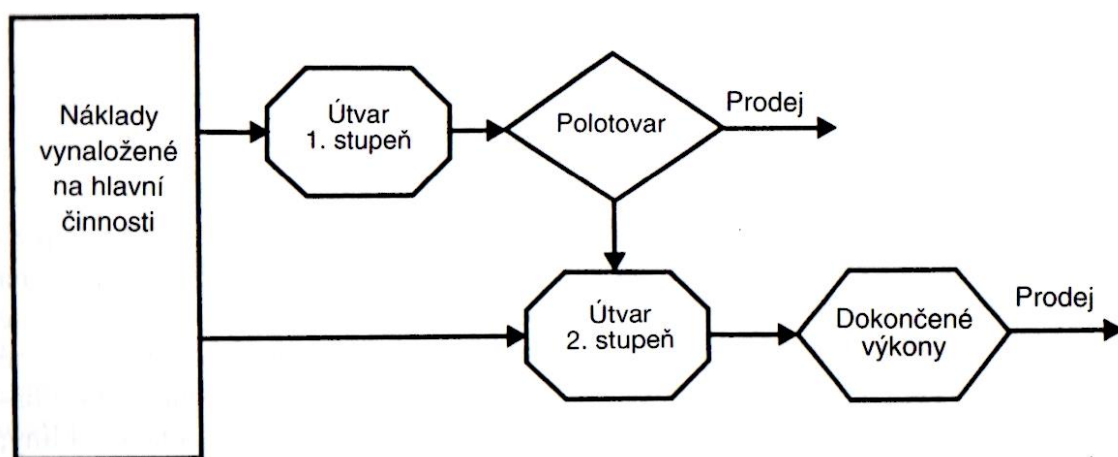 Náklady
vynaložené
na hlavní
činnosti
Útvar
1. stupeň
Polotovar
Prodej
Útvar
2. stupeň
Dokončené
výkony
Prodej